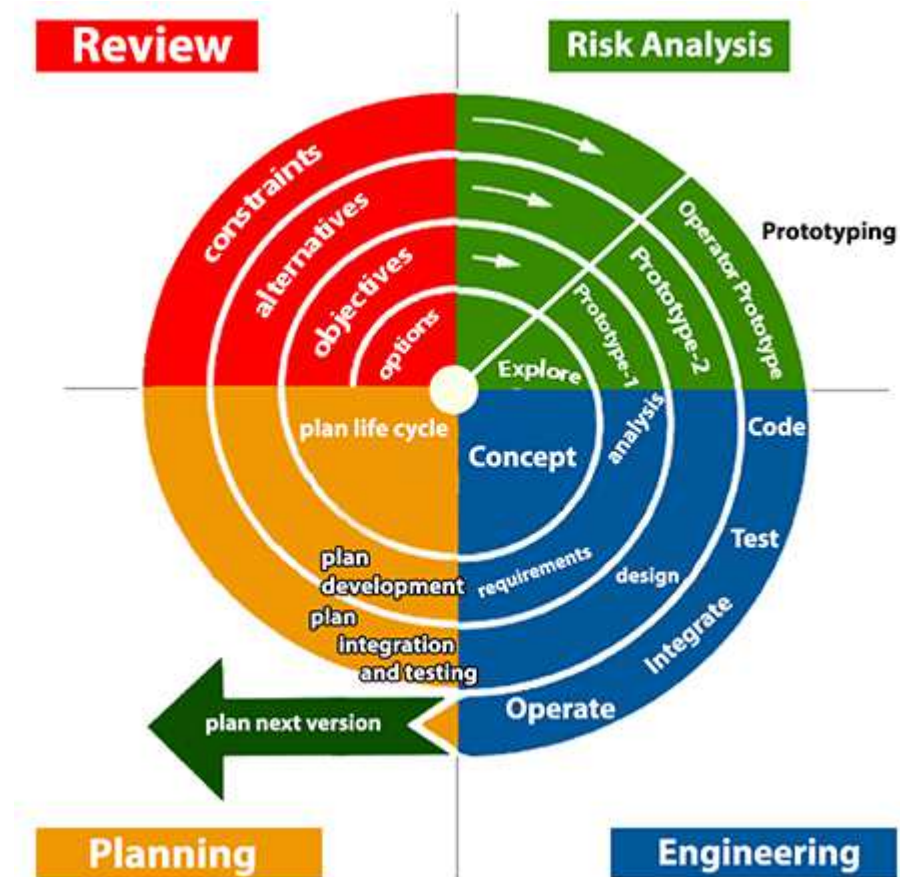 Review
Risk Analysis
constraints
alternatives
objectives
options
Explore
Prototype-1
Prototype-2
Operator Prototype
Prototyping
plan life cycle
Concept
analysis
Code
Test
plan
development
requirements
design
plan
integration
and testing
Integrate
Operate
plan next version
Planning
Engineering